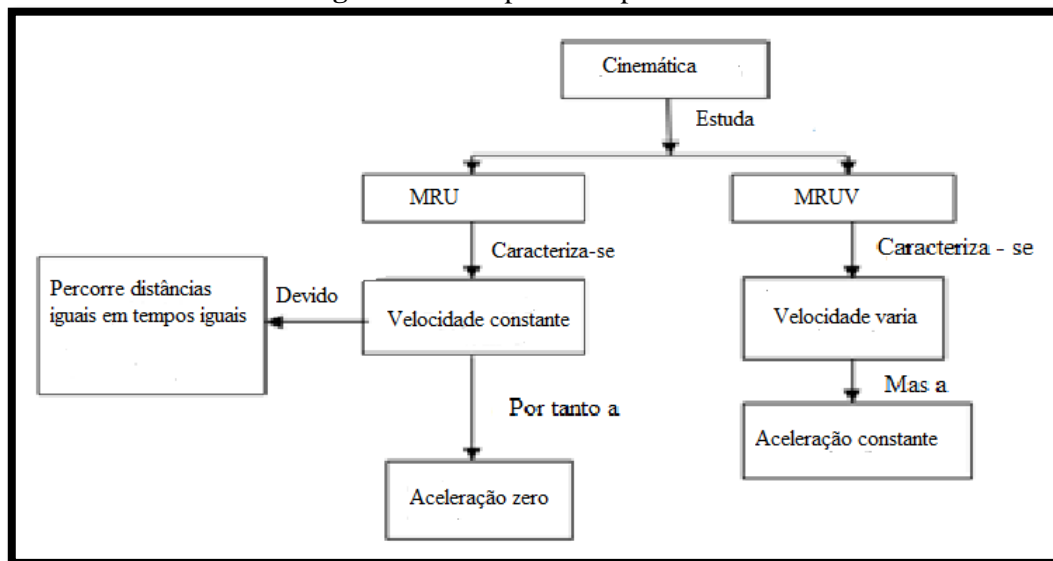 Cinemática
Estuda
MRU
MRUV
Caracteriza-se
Caracteriza - se
Percorre distâncias
iguais em tempos iguais
Devido
Velocidade constante
Velocidade varia
Por tanto a
Mas a
Aceleração zero
Aceleração constante